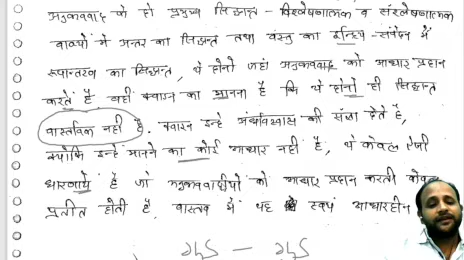 अनुभववाद के दो प्रमुख सिद्धान्त - विश्लेषणात्मक व संश्लेषणात्मक
वाक्यों में अन्तर का सिद्धान्त तथा वस्तु का इन्द्रिय-संवेदन में
रूपान्तरण का सिद्धान्त, ये दोनों जहां अनुभववाद को आधार प्रदान
करते हैं वहीं क्वाइन का मानना है कि ये दोनों ही सिद्धान्त
वास्तविक नहीं हैं. क्वाइन इन्हें अंधविश्वास की संज्ञा देते हैं,
क्योंकि इन्हें मानने का कोई आधार नहीं है, ये केवल ऐसी
धारणायें हैं जो अनुभववादीयों को आधार प्रदान करती केवल
प्रतीत होती हैं, वास्तव में यह स्वयं आधारहीन